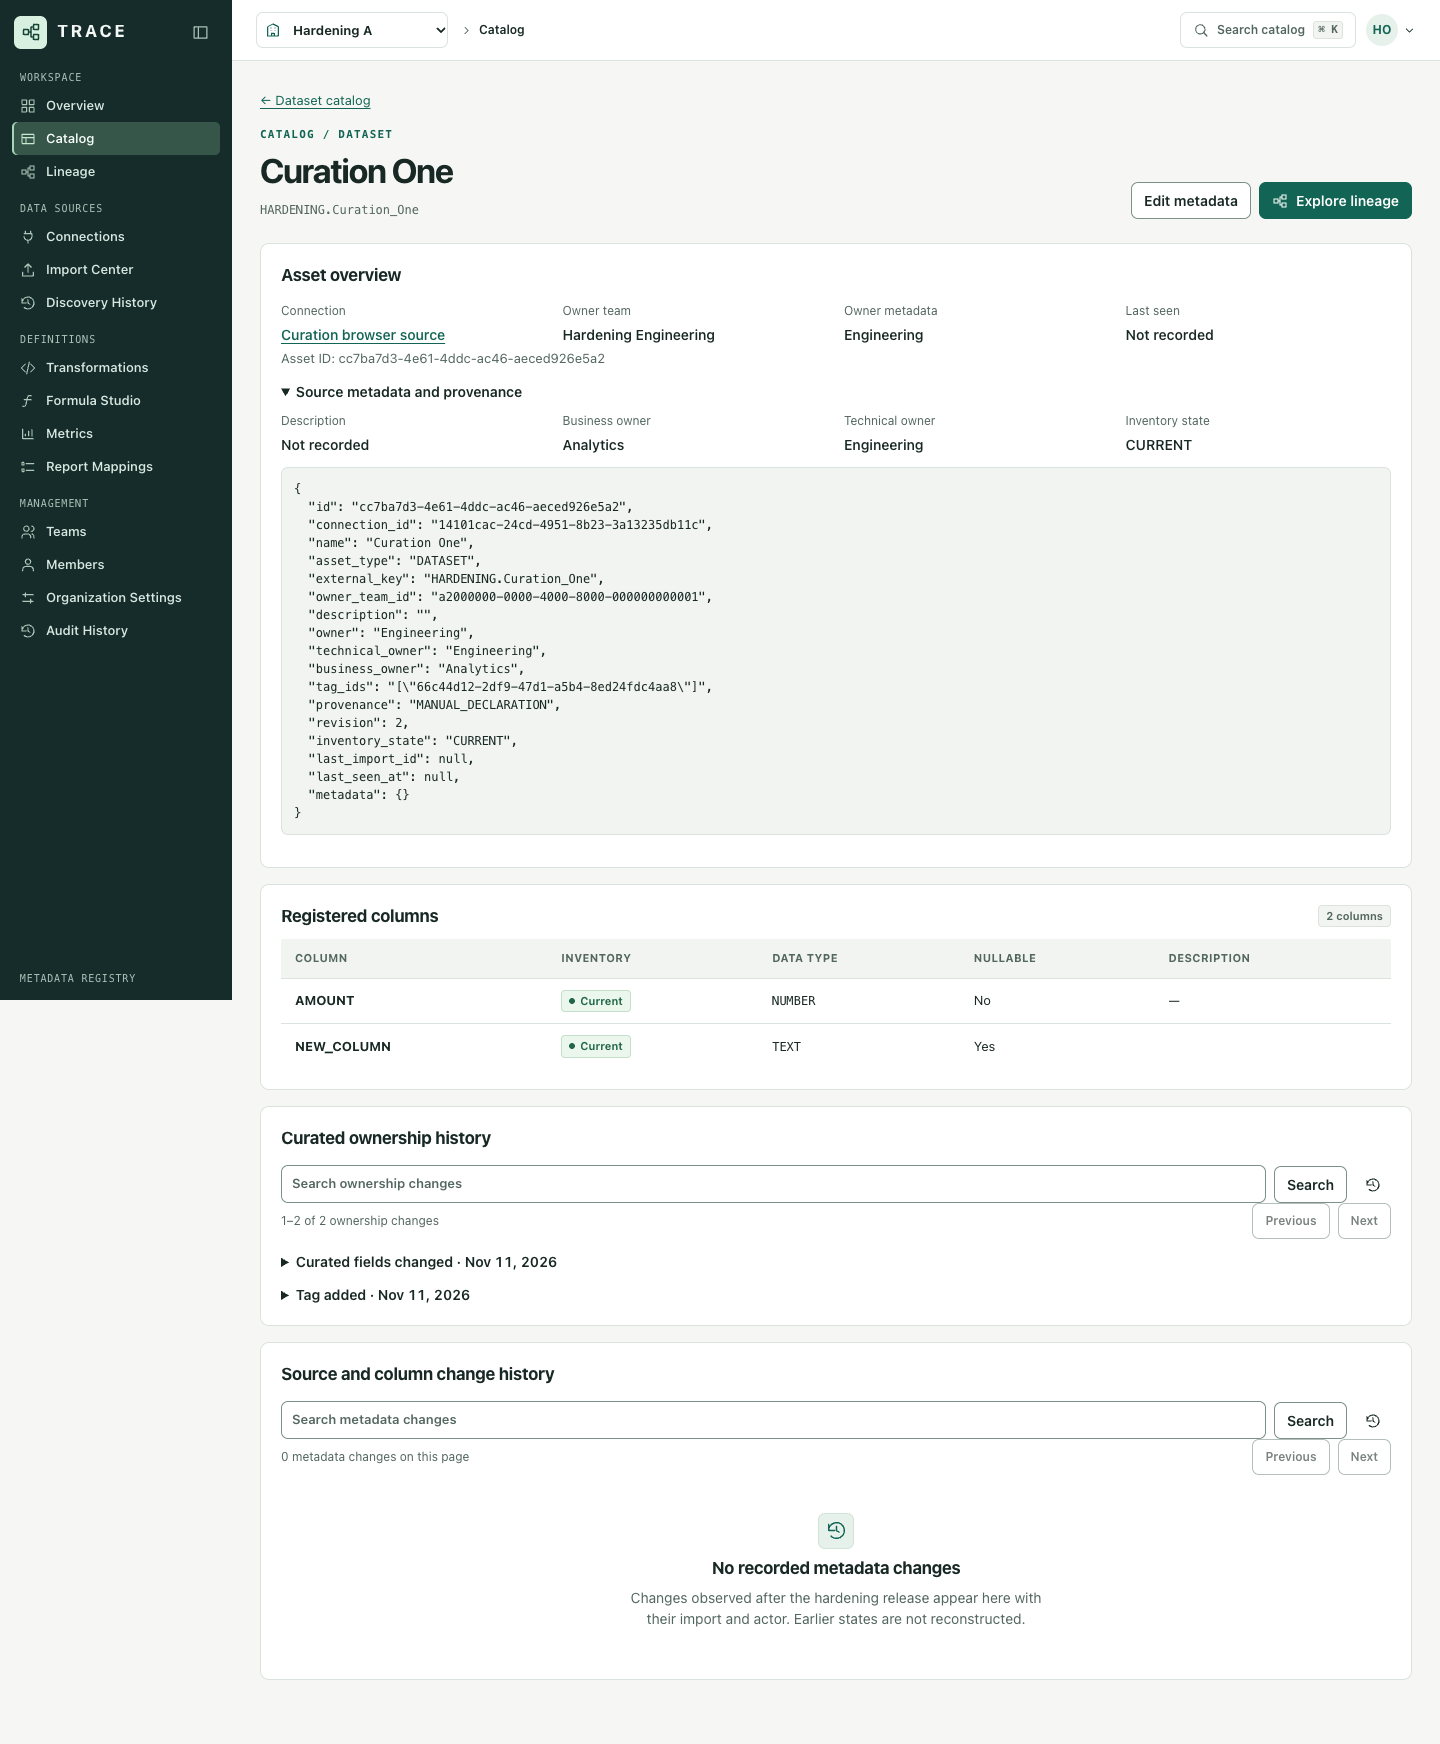 TRACE
WORKSPACE
Overview
Catalog
Lineage
DATA SOURCES
Connections
Import Center
Discovery History
DEFINITIONS
Transformations
Formula Studio
Metrics
Report Mappings
MANAGEMENT
Teams
Members
Organization Settings
Audit History
METADATA REGISTRY
Hardening A
Catalog
Search catalog ⌘ K
HO
← Dataset catalog
CATALOG / DATASET
Curation One
HARDENING.Curation_One
Edit metadata
Explore lineage
Asset overview
Connection Owner team Owner metadata Last seen
Curation browser source Hardening Engineering Engineering Not recorded
Asset ID: cc7ba7d3-4e61-4ddc-ac46-aeced926e5a2
▼ Source metadata and provenance
Description Business owner Technical owner Inventory state
Not recorded Analytics Engineering CURRENT
{
"id": "cc7ba7d3-4e61-4ddc-ac46-aeced926e5a2",
"connection_id": "14101cac-24cd-4951-8b23-3a13235db11c",
"name": "Curation One",
"asset_type": "DATASET",
"external_key": "HARDENING.Curation_One",
"owner_team_id": "a2000000-0000-4000-8000-000000000001",
"description": "",
"owner": "Engineering",
"technical_owner": "Engineering",
"business_owner": "Analytics",
"tag_ids": "[\"66c44d12-2df9-47d1-a5b4-8ed24fdc4aa8\"]",
"provenance": "MANUAL_DECLARATION",
"revision": 2,
"inventory_state": "CURRENT",
"last_import_id": null,
"last_seen_at": null,
"metadata": {}
}
Registered columns
2 columns
COLUMN INVENTORY DATA TYPE NULLABLE DESCRIPTION
AMOUNT Current NUMBER No —
NEW_COLUMN Current TEXT Yes
Curated ownership history
Search ownership changes
Search
1–2 of 2 ownership changes
Previous
Next
▶ Curated fields changed · Nov 11, 2026
▶ Tag added · Nov 11, 2026
Source and column change history
Search metadata changes
Search
0 metadata changes on this page
Previous
Next
No recorded metadata changes
Changes observed after the hardening release appear here with
their import and actor. Earlier states are not reconstructed.